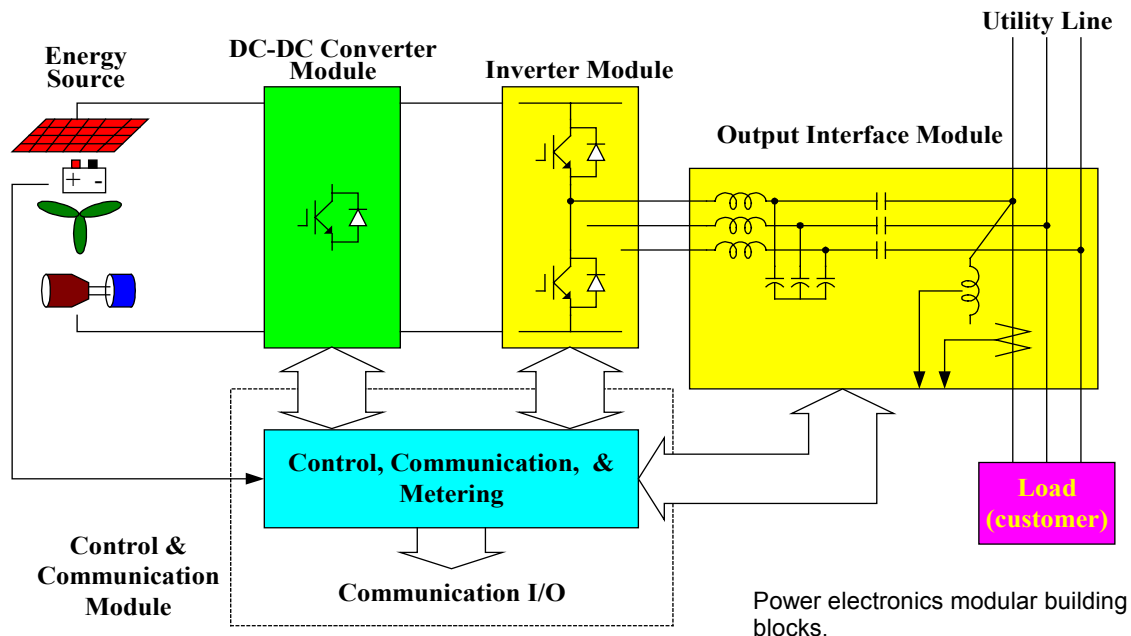 Utility Line
Energy
Source
DC-DC Converter
Module
Inverter Module
Output Interface Module
+ -
Control, Communication, &
Metering
Load
(customer)
Control &
Communication
Module
Communication I/O
Power electronics modular building
blocks.